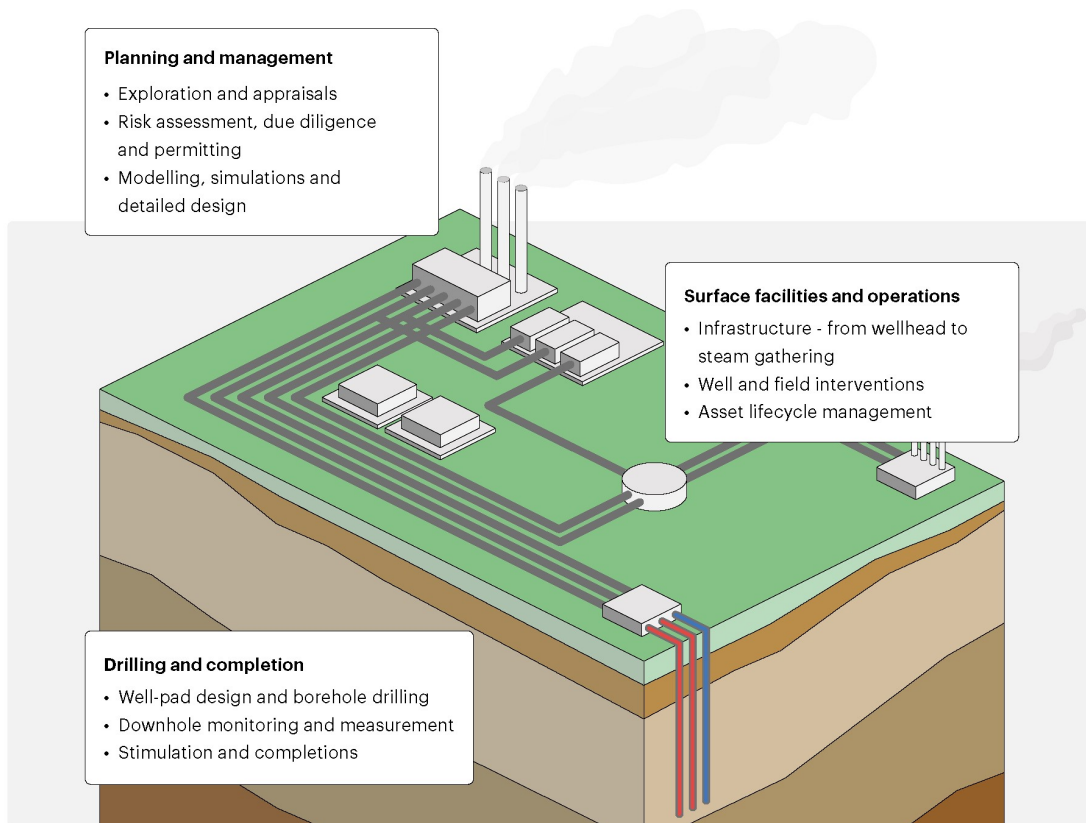 Planning and management
• Exploration and appraisals
• Risk assessment, due diligence
and permitting
• Modelling, simulations and
detailed design
Surface facilities and operations
• Infrastructure - from wellhead to
steam gathering
• Well and field interventions
• Asset lifecycle management
Drilling and completion
• Well-pad design and borehole drilling
• Downhole monitoring and measurement
• Stimulation and completions